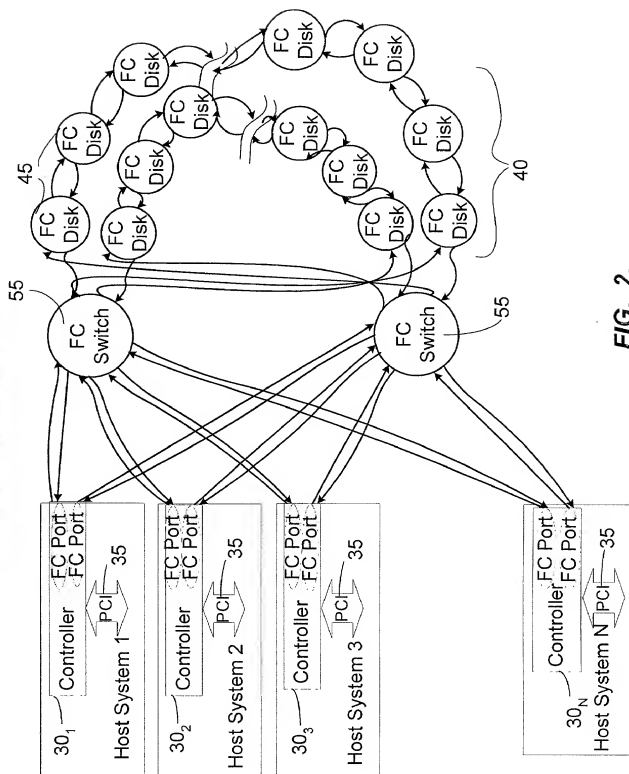 30₁
Controller
FC Port
FC Port
PCI
35
Host System 1
30₂
Controller
FC Port
FC Port
PCI
35
Host System 2
30₃
Controller
FC Port
FC Port
PCI
35
Host System 3
30_N
Controller
FC Port
FC Port
PCI
35
Host System N
55
FC
Switch
FC
Switch
55
45
FC
Disk
FC
Disk
FC
Disk
FC
Disk
FC
Disk
FC
Disk
FC
Disk
FC
Disk
FC
Disk
FC
Disk
FC
Disk
FC
Disk
FC
Disk
40
FIG. 2.